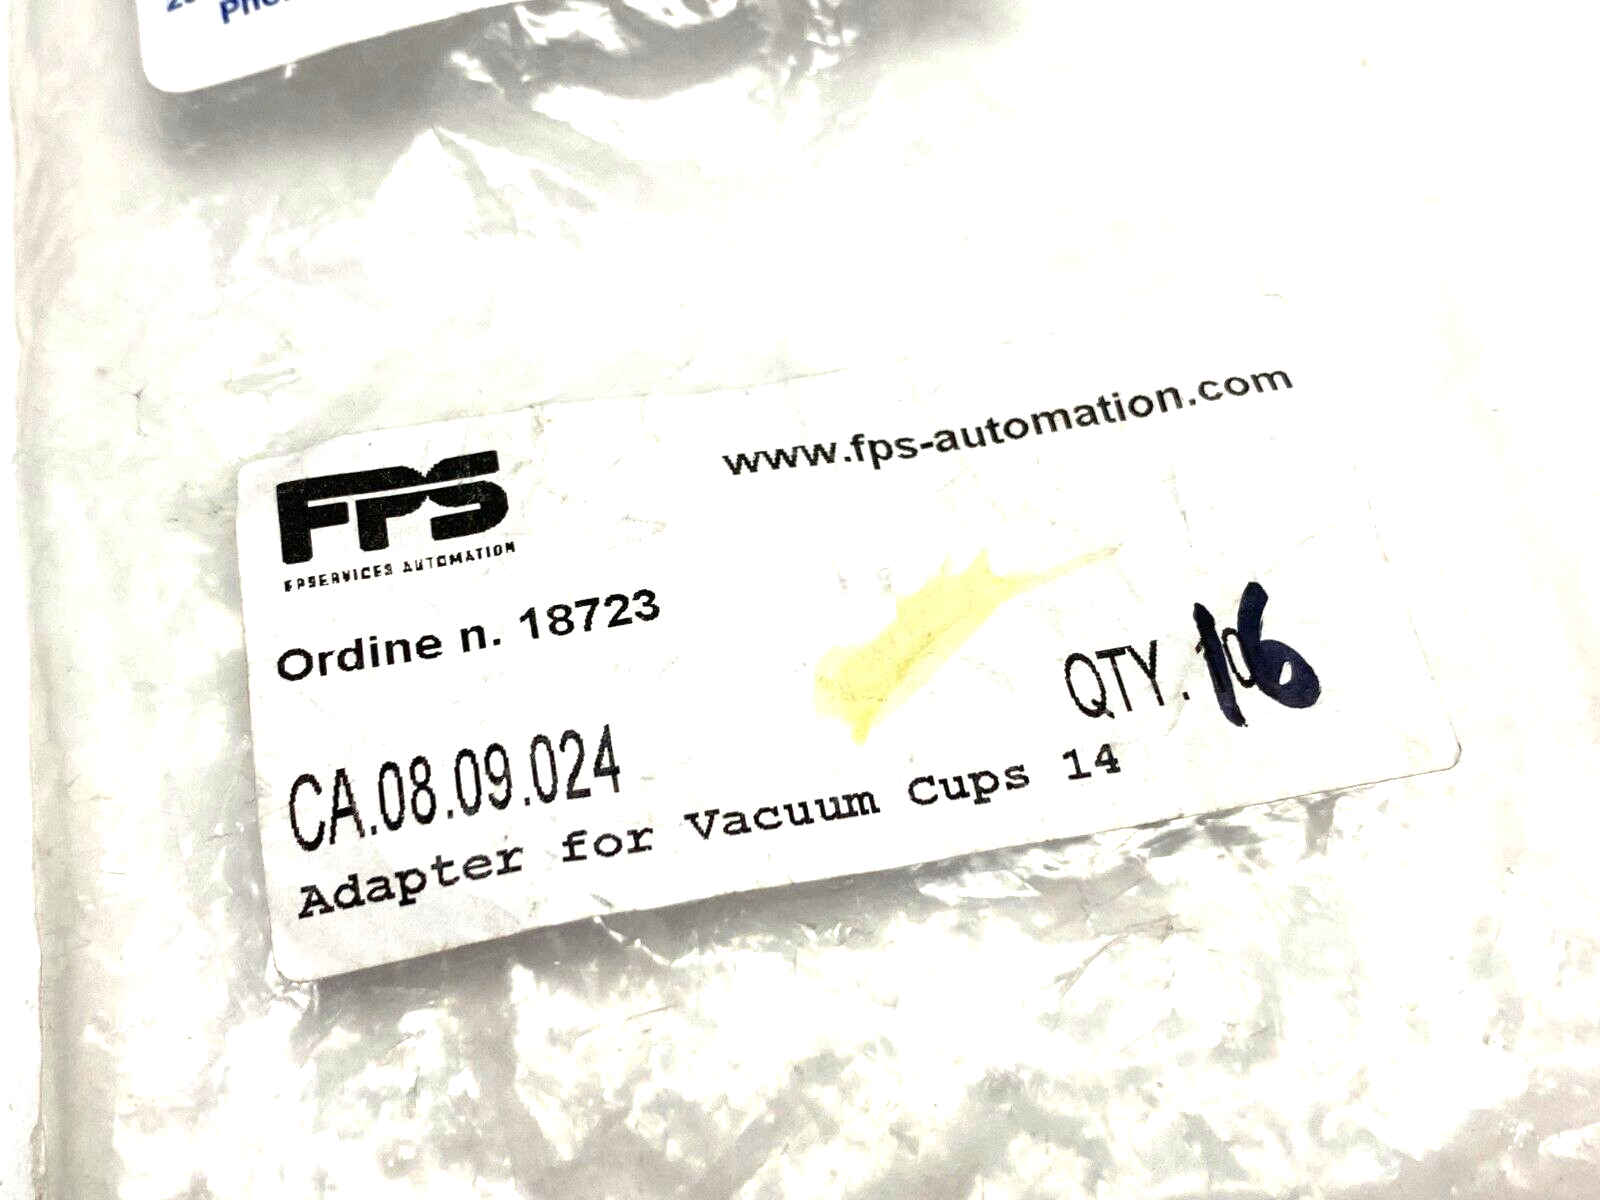 FPS
FPSERVICES AUTOMATION
www.fps-automation.com
Ordine n. 18723
CA.08.09.024
QTY. 16
Adapter for Vacuum Cups 14